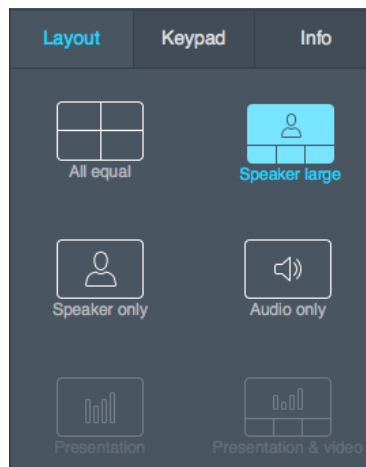 Layout Keypad Info
All equal Speaker large
Speaker only Audio only
Presentation Presentation & video